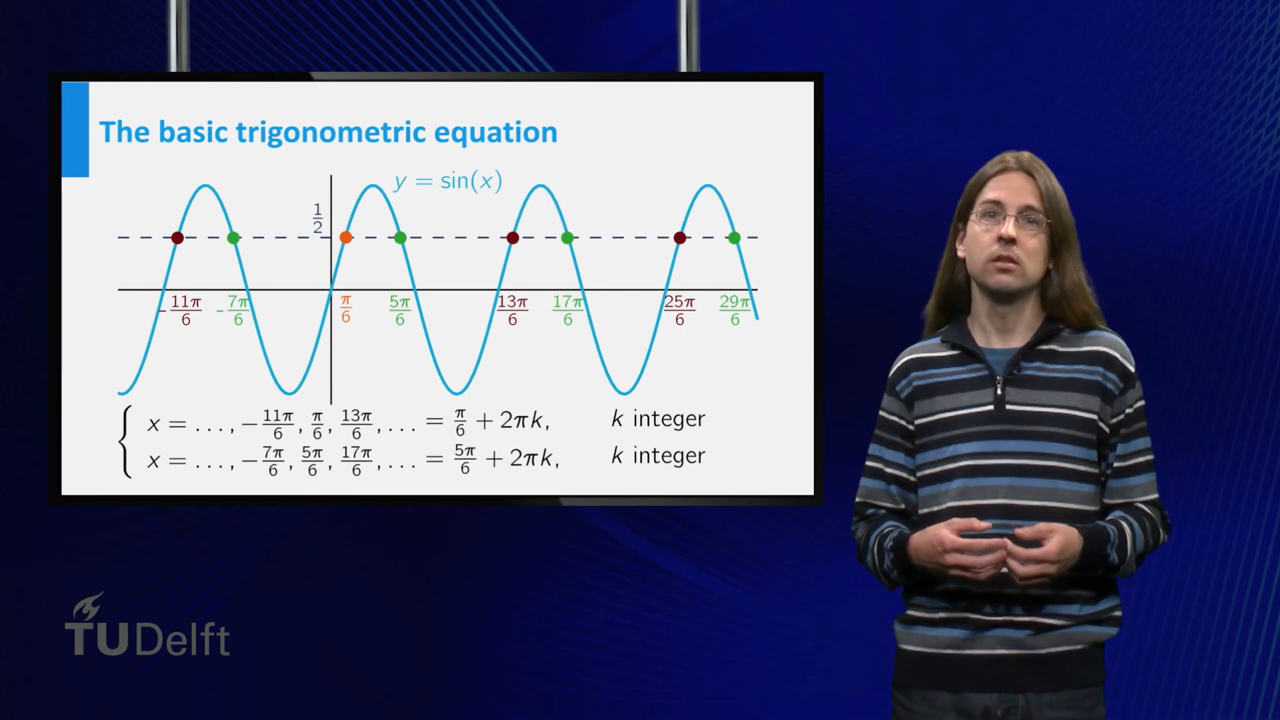 The basic trigonometric equation
y = sin(x)
1/2
-11π/6 -7π/6 π/6 5π/6 13π/6 17π/6 25π/6 29π/6
x = ..., -11π/6, π/6, 13π/6, ... = π/6 + 2πk, k integer
x = ..., -7π/6, 5π/6, 17π/6, ... = 5π/6 + 2πk, k integer
TUDelft